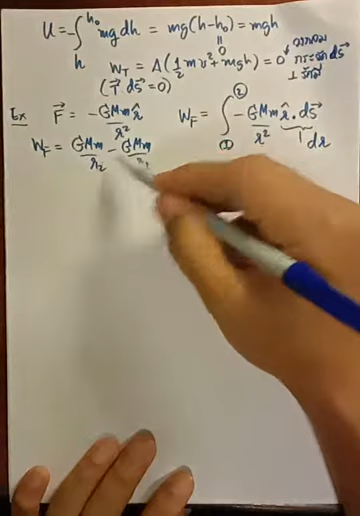 U = -∫_h^{h₀} mg dh = mg(h-h₀) = mgh
0
W_T = Δ(½mv² + mgh) = 0
(T⃗ · ds⃗ = 0)
Ex F⃗ = -GMm/r² r̂ W_F = ∫_①^② -GMm/r² r̂ · ds⃗
dr
W_F = GMm/r₂ - GMm/r₁